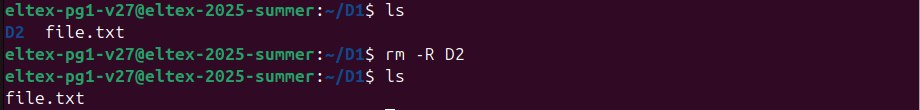 eltex-pg1-v27@eltex-2025-summer:~/D1$ ls
D2  file.txt
eltex-pg1-v27@eltex-2025-summer:~/D1$ rm -R D2
eltex-pg1-v27@eltex-2025-summer:~/D1$ ls
file.txt